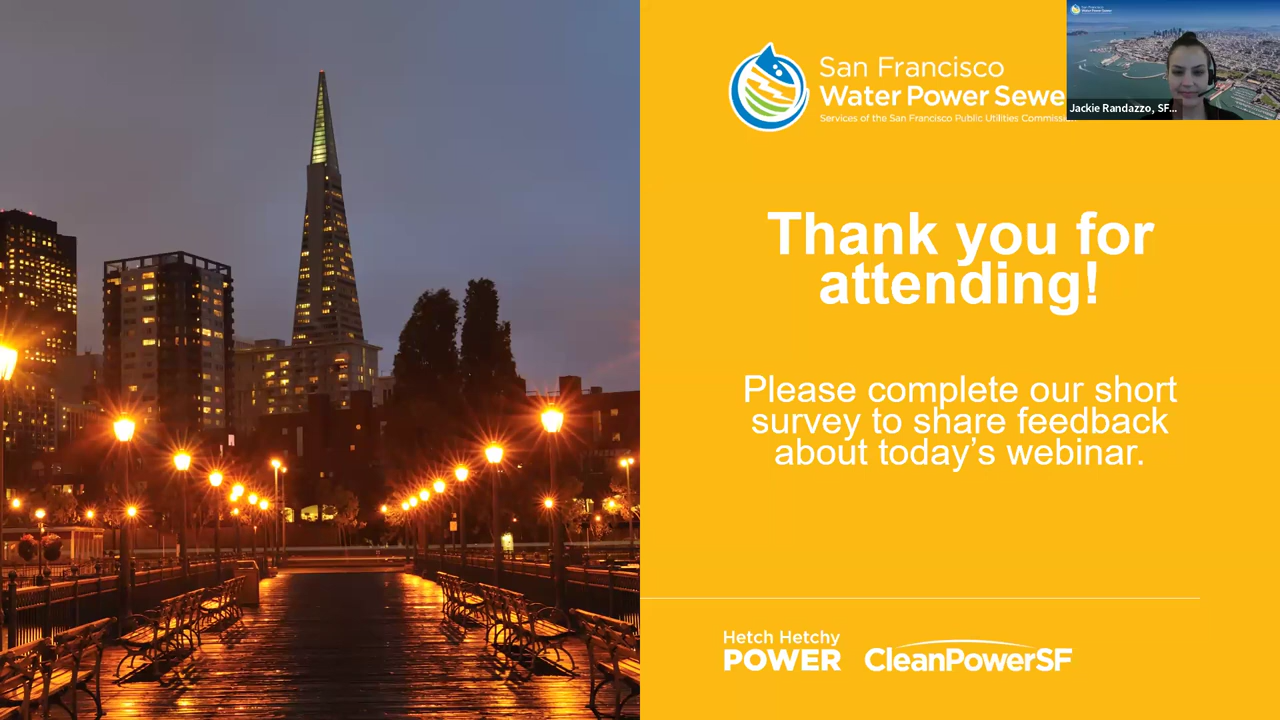 San Francisco
Water Power Sewe
Services of the San Francisco Public Utilities Commiss
Jackie Randazzo, SF...
Thank you for
attending!
Please complete our short
survey to share feedback
about today's webinar.
Hetch Hetchy
POWER
CleanPowerSF